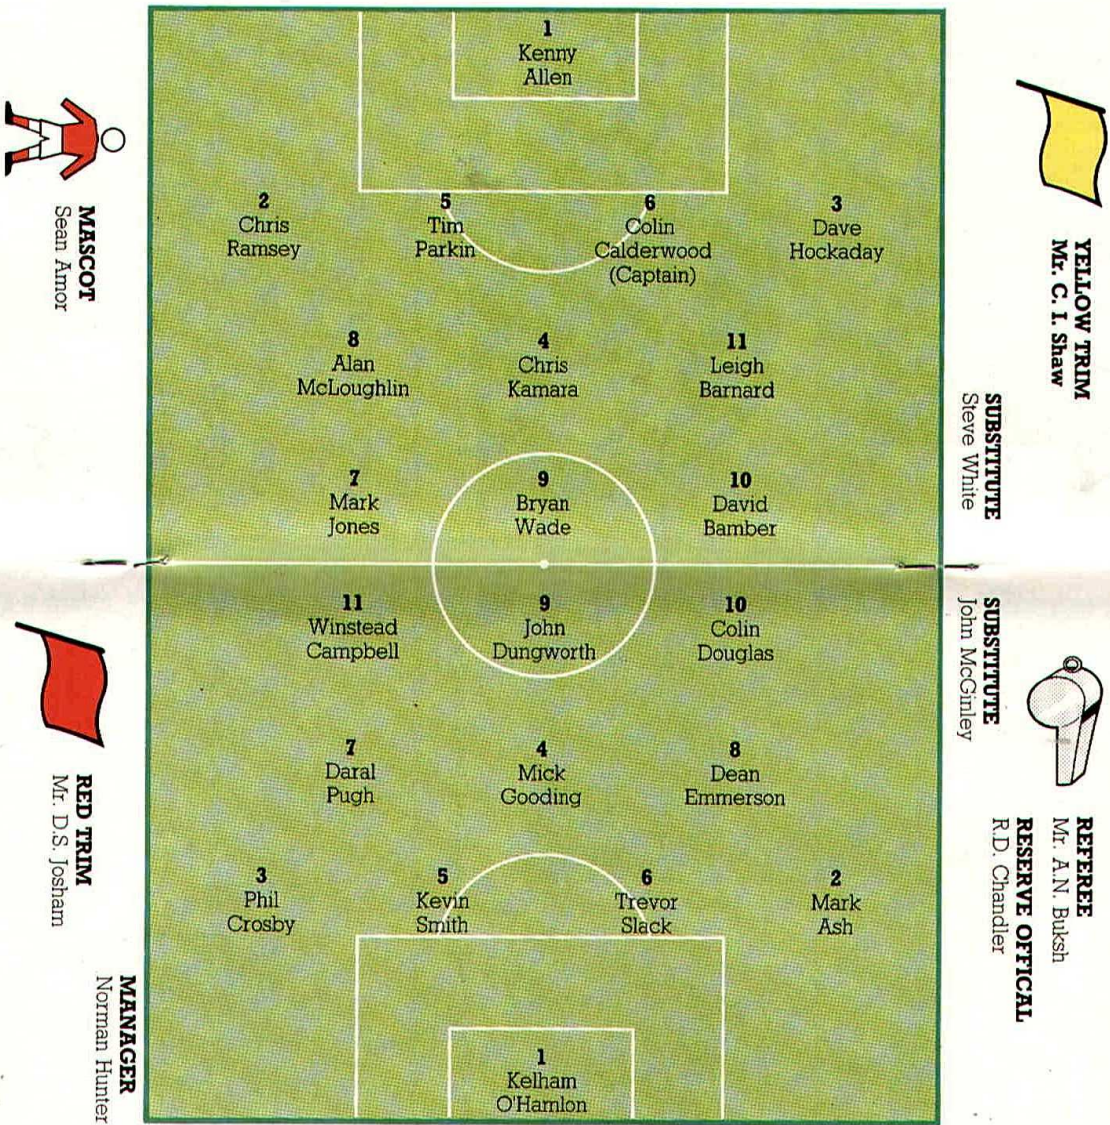 1
Kenny
Allen
2
Chris
Ramsey
5
Tim
Parkin
6
Colin
Calderwood
(Captain)
3
Dave
Hockaday
8
Alan
McLoughlin
4
Chris
Kamara
11
Leigh
Barnard
7
Mark
Jones
9
Bryan
Wade
10
David
Bamber
11
Winstead
Campbell
9
John
Dungworth
10
Colin
Douglas
7
Daral
Pugh
4
Mick
Gooding
8
Dean
Emmerson
3
Phil
Crosby
5
Kevin
Smith
6
Trevor
Slack
2
Mark
Ash
1
Kelham
O'Hamlon
MASCOT
Sean Amor
RED TRIM
Mr. D.S. Josham
MANAGER
Norman Hunter
YELLOW TRIM
Mr. C. I. Shaw
SUBSTITUTE
Steve White
SUBSTITUTE
John McGinley
REFEREE
Mr. A.N. Buksh
RESERVE OFFICAL
R.D. Chandler